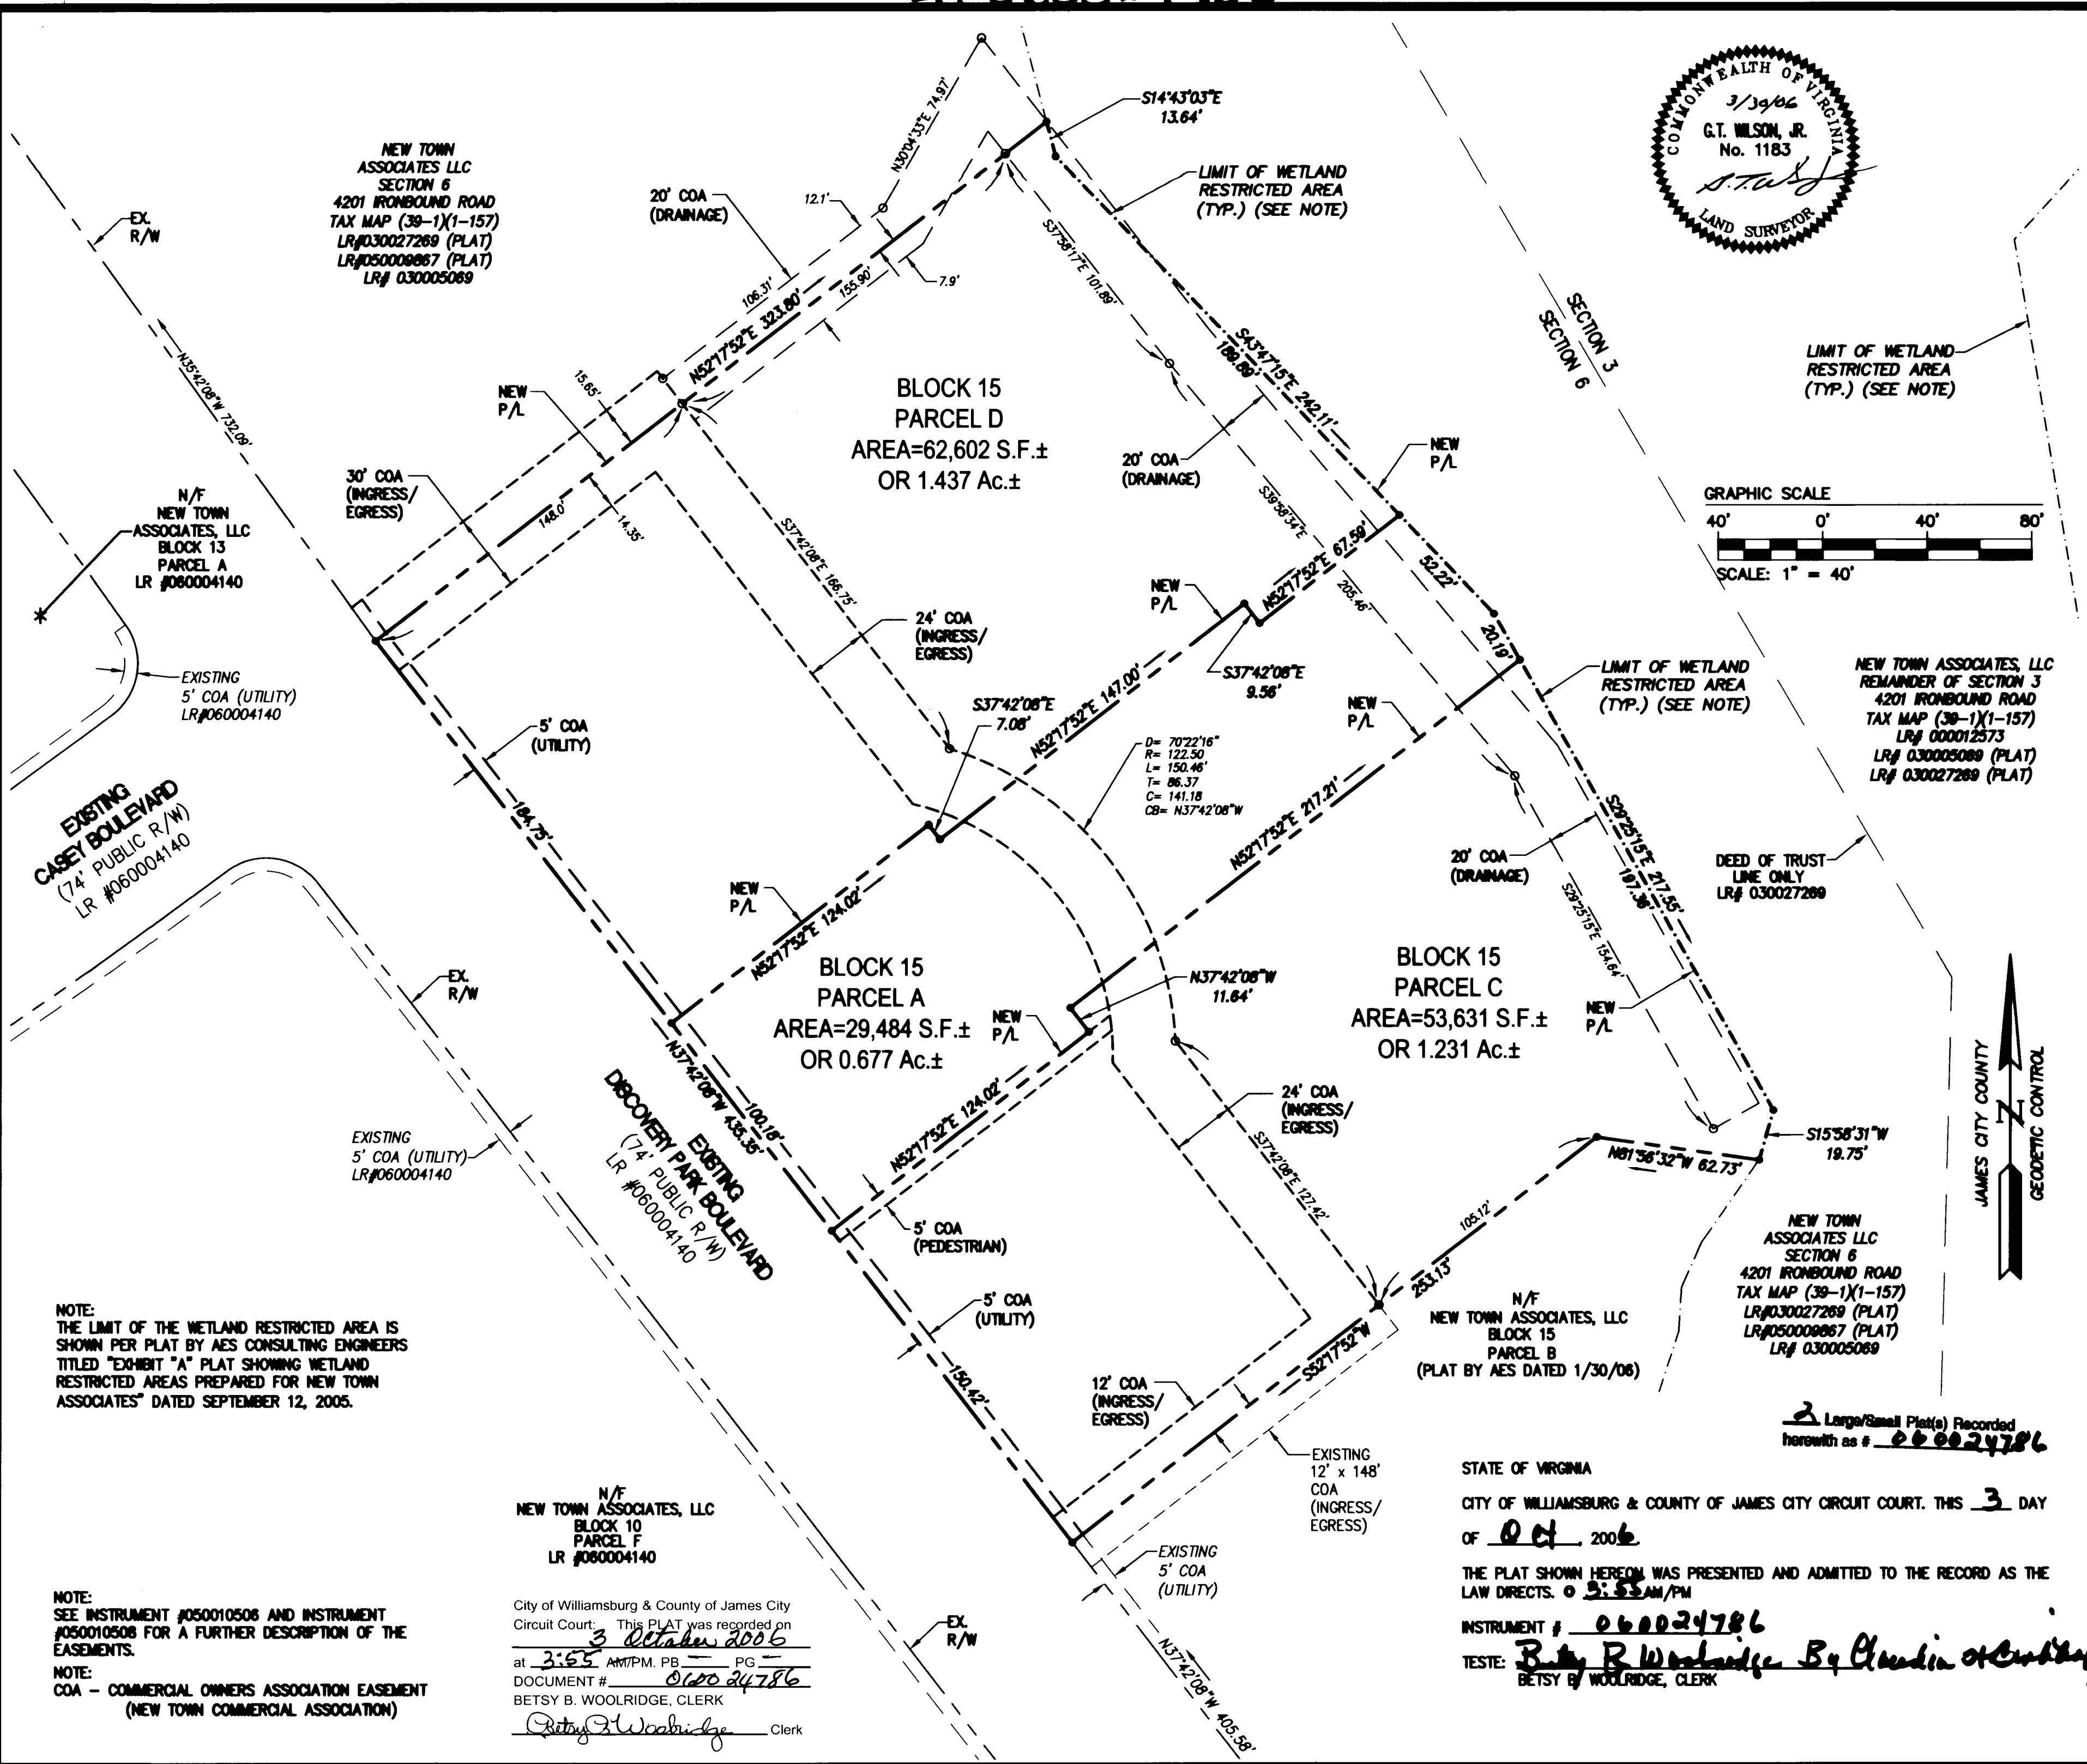 COMMONWEALTH OF VIRGINIA
3/30/06
G.T. WILSON, JR.
No. 1183
LAND SURVEYOR
NEW TOWN
ASSOCIATES LLC
SECTION 6
4201 IRONBOUND ROAD
TAX MAP (39-1)(1-157)
LR#030027269 (PLAT)
LR#050009867 (PLAT)
LR# 030005069
EX.
R/W
N35°42'08"W 732.09'
20' COA
(DRAINAGE)
N30°04'33"E 74.97'
12.1'
S14°43'03"E
13.64'
LIMIT OF WETLAND
RESTRICTED AREA
(TYP.) (SEE NOTE)
106.31'
155.90'
7.9'
N52°17'52"E 323.80'
S37°58'17"E 101.89'
S43°47'15"E 242.11'
189.89'
SECTION 3
SECTION 6
LIMIT OF WETLAND
RESTRICTED AREA
(TYP.) (SEE NOTE)
NEW
P/L
15.65'
BLOCK 15
PARCEL D
AREA=62,602 S.F.±
OR 1.437 Ac.±
20' COA
(DRAINAGE)
NEW
P/L
30' COA
(INGRESS/
EGRESS)
148.0'
14.35'
N/F
NEW TOWN
ASSOCIATES, LLC
BLOCK 13
PARCEL A
LR #060004140
GRAPHIC SCALE
40' 0' 40' 80'
SCALE: 1" = 40'
S37°42'08"E 166.75'
S39°58'34"E
205.46'
N52°17'52"E 67.59'
52.22'
20.19'
NEW
P/L
24' COA
(INGRESS/
EGRESS)
S37°42'08"E
9.56'
EXISTING
5' COA (UTILITY)
LR#060004140
5' COA
(UTILITY)
S37°42'08"E
7.08'
N52°17'52"E 147.00'
D= 70°22'16"
R= 122.50
L= 150.46'
T= 86.37
C= 141.18
CB= N37°42'08"W
NEW
P/L
LIMIT OF WETLAND
RESTRICTED AREA
(TYP.) (SEE NOTE)
NEW TOWN ASSOCIATES, LLC
REMAINDER OF SECTION 3
4201 IRONBOUND ROAD
TAX MAP (39-1)(1-157)
LR# 000012573
LR# 030005089 (PLAT)
LR# 030027269 (PLAT)
EXISTING
CASEY BOULEVARD
(74' PUBLIC R/W)
LR #060004140
184.75'
N52°17'52"E 217.21'
S29°25'15"E 217.55'
197.36'
20' COA
(DRAINAGE)
S29°25'15"E 154.64'
DEED OF TRUST
LINE ONLY
LR# 030027269
NEW
P/L
N52°17'52"E 124.02'
EX.
R/W
BLOCK 15
PARCEL A
AREA=29,484 S.F.±
OR 0.677 Ac.±
NEW
P/L
N37°42'08"W
11.64'
BLOCK 15
PARCEL C
AREA=53,631 S.F.±
OR 1.231 Ac.±
NEW
P/L
N37°42'08"W 435.35'
100.18'
N52°17'52"E 124.02'
24' COA
(INGRESS/
EGRESS)
S37°42'08"E 127.42'
S15°58'31"W
19.75'
N81°56'32"W 62.73'
JAMES CITY COUNTY
GEODETIC CONTROL
N
EXISTING
5' COA (UTILITY)
LR#060004140
EXISTING
DISCOVERY PARK BOULEVARD
(74' PUBLIC R/W)
LR #060004140
5' COA
(PEDESTRIAN)
105.12'
253.13'
S52°17'52"W
NEW TOWN
ASSOCIATES LLC
SECTION 6
4201 IRONBOUND ROAD
TAX MAP (39-1)(1-157)
LR#030027269 (PLAT)
LR#050009867 (PLAT)
LR# 030005069
5' COA
(UTILITY)
N/F
NEW TOWN ASSOCIATES, LLC
BLOCK 15
PARCEL B
(PLAT BY AES DATED 1/30/06)
NOTE:
THE LIMIT OF THE WETLAND RESTRICTED AREA IS
SHOWN PER PLAT BY AES CONSULTING ENGINEERS
TITLED "EXHIBIT "A" PLAT SHOWING WETLAND
RESTRICTED AREAS PREPARED FOR NEW TOWN
ASSOCIATES" DATED SEPTEMBER 12, 2005.
150.42'
12' COA
(INGRESS/
EGRESS)
EXISTING
12' x 148'
COA
(INGRESS/
EGRESS)
2 Large/Small Plat(s) Recorded
herewith as # 060024786
STATE OF VIRGINIA
CITY OF WILLIAMSBURG & COUNTY OF JAMES CITY CIRCUIT COURT. THIS 3 DAY
OF Oct, 2006.
THE PLAT SHOWN HEREON WAS PRESENTED AND ADMITTED TO THE RECORD AS THE
LAW DIRECTS. @ 3:55 AM/PM
INSTRUMENT # 060024786
TESTE: Betsy B Woolridge By Claudia
BETSY B. WOOLRIDGE, CLERK
N/F
NEW TOWN ASSOCIATES, LLC
BLOCK 10
PARCEL F
LR #060004140
EXISTING
5' COA
(UTILITY)
EX.
R/W
N37°42'08"W 405.58'
NOTE:
SEE INSTRUMENT #050010506 AND INSTRUMENT
#050010508 FOR A FURTHER DESCRIPTION OF THE
EASEMENTS.
NOTE:
COA - COMMERCIAL OWNERS ASSOCIATION EASEMENT
(NEW TOWN COMMERCIAL ASSOCIATION)
City of Williamsburg & County of James City
Circuit Court: This PLAT was recorded on
3 October 2006
at 3:55 AM/PM. PB — PG —
DOCUMENT # 060024786
BETSY B. WOOLRIDGE, CLERK
Betsy B Woolridge Clerk